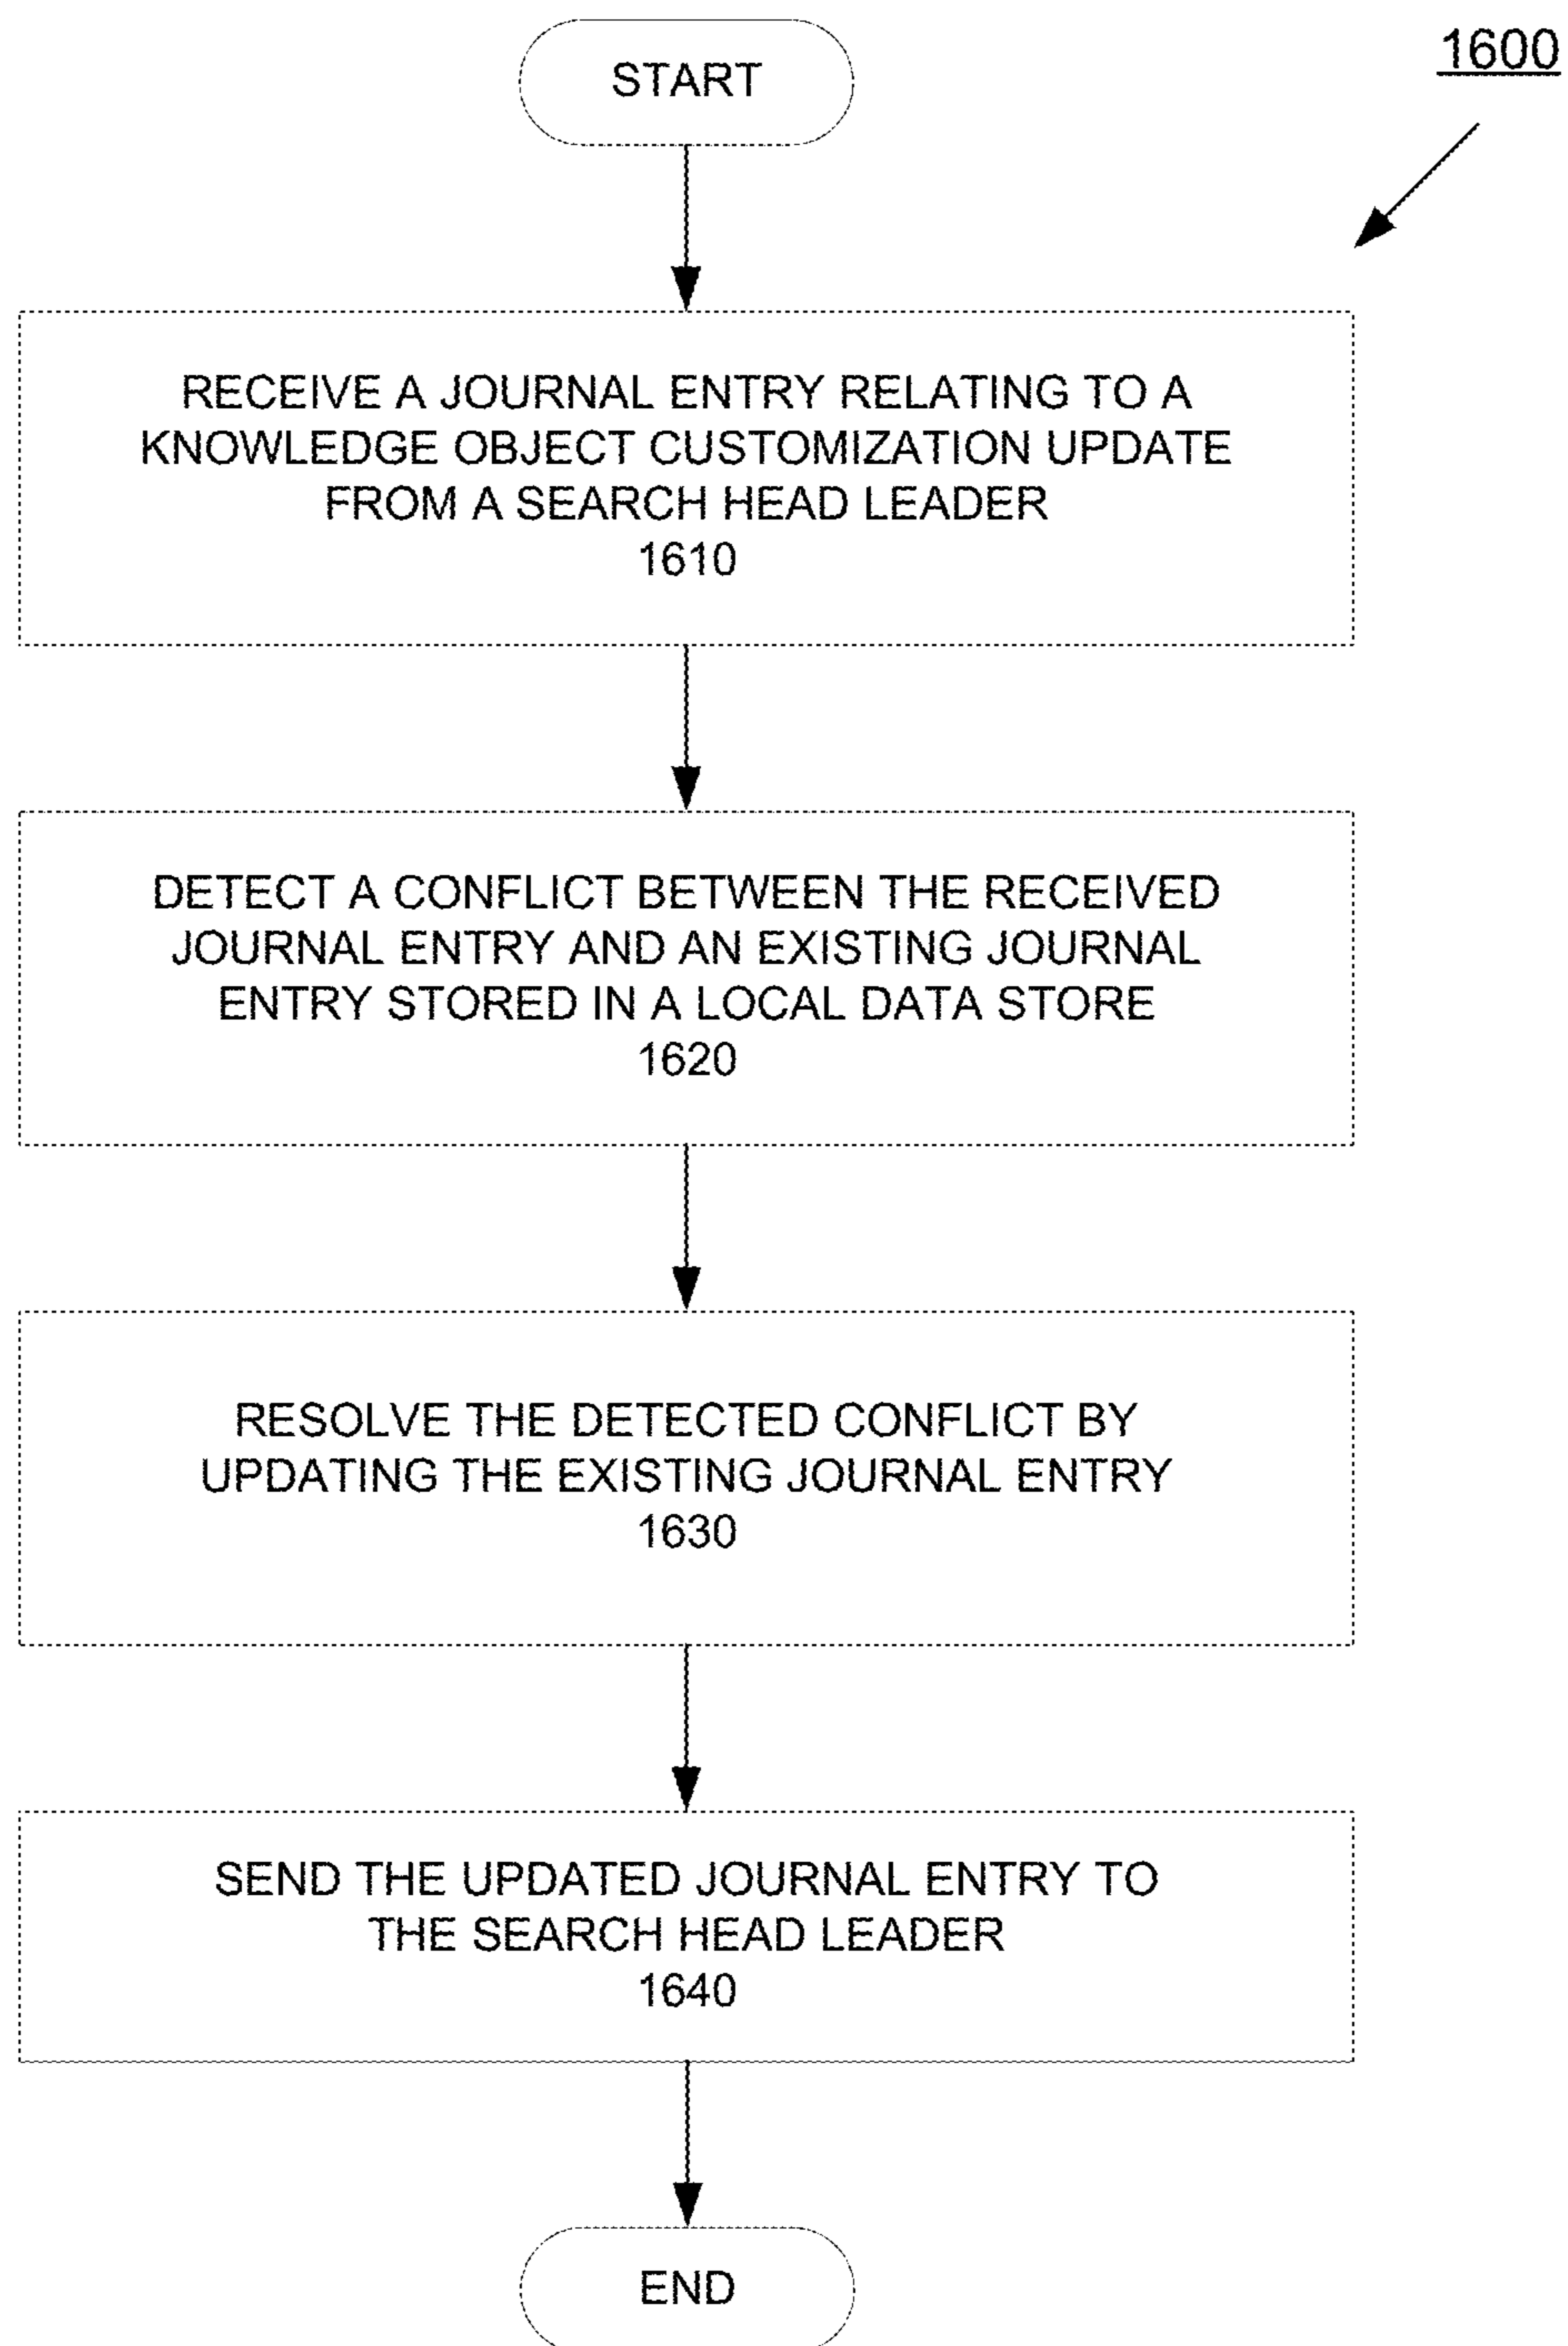 1600
START
RECEIVE A JOURNAL ENTRY RELATING TO A
KNOWLEDGE OBJECT CUSTOMIZATION UPDATE
FROM A SEARCH HEAD LEADER
1610
DETECT A CONFLICT BETWEEN THE RECEIVED
JOURNAL ENTRY AND AN EXISTING JOURNAL
ENTRY STORED IN A LOCAL DATA STORE
1620
RESOLVE THE DETECTED CONFLICT BY
UPDATING THE EXISTING JOURNAL ENTRY
1630
SEND THE UPDATED JOURNAL ENTRY TO
THE SEARCH HEAD LEADER
1640
END